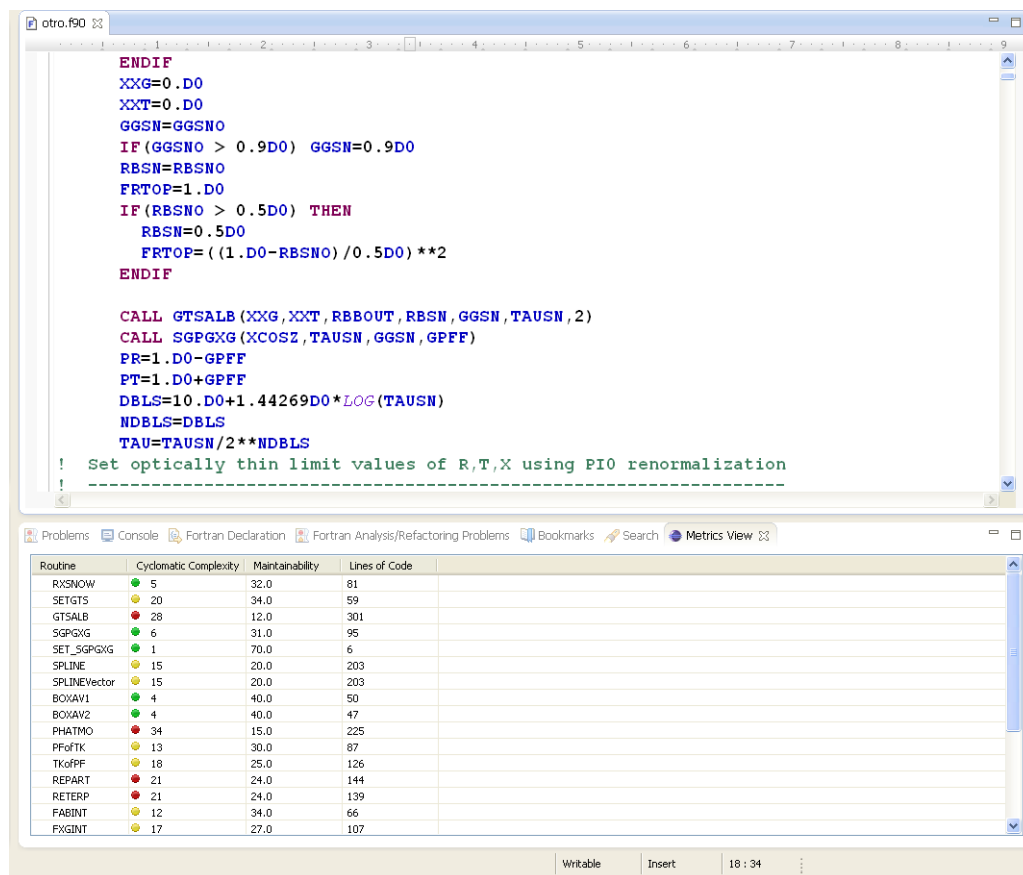 otro.f90
1 2 3 4 5 6 7 8 9
ENDIF
XXG=0.D0
XXT=0.D0
GGSN=GGSNO
IF(GGSNO > 0.9D0) GGSN=0.9D0
RBSN=RBSNO
FRTOP=1.D0
IF(RBSNO > 0.5D0) THEN
RBSN=0.5D0
FRTOP=((1.D0-RBSNO)/0.5D0)**2
ENDIF
CALL GTSALB(XXG,XXT,RBBOUT,RBSN,GGSN,TAUSN,2)
CALL SGPGXG(XCOSZ,TAUSN,GGSN,GPFF)
PR=1.D0-GPFF
PT=1.D0+GPFF
DBLS=10.D0+1.44269D0*LOG(TAUSN)
NDBLS=DBLS
TAU=TAUSN/2**NDBLS
! Set optically thin limit values of R,T,X using PI0 renormalization
! ------------------------------------------------------------------
Problems Console Fortran Declaration Fortran Analysis/Refactoring Problems Bookmarks Search Metrics View
Routine Cyclomatic Complexity Maintainability Lines of Code
RXSNOW 5 32.0 81
SETGTS 20 34.0 59
GTSALB 28 12.0 301
SGPGXG 6 31.0 95
SET_SGPGXG 1 70.0 6
SPLINE 15 20.0 203
SPLINEVector 15 20.0 203
BOXAV1 4 40.0 50
BOXAV2 4 40.0 47
PHATMO 34 15.0 225
PFofTK 13 30.0 87
TKofPF 18 25.0 126
REPART 21 24.0 144
RETERP 21 24.0 139
FABINT 12 34.0 66
FXGINT 17 27.0 107
Writable Insert 18 : 34